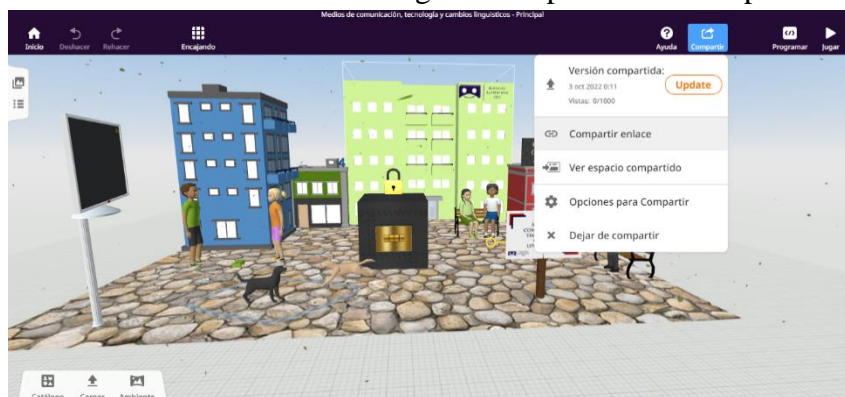 Medios de comunicación, tecnología y cambios linguisticos - Principal
Inicio
Deshacer
Rehacer
Encajando
Ayuda
Compartir
Programar
Jugar
Versión compartida:
3 oct 2022 0:11
Vistas: 0/1000
Update
Compartir enlace
Ver espacio compartido
Opciones para Compartir
Dejar de compartir
Catálogo
Cargar
Ambiente